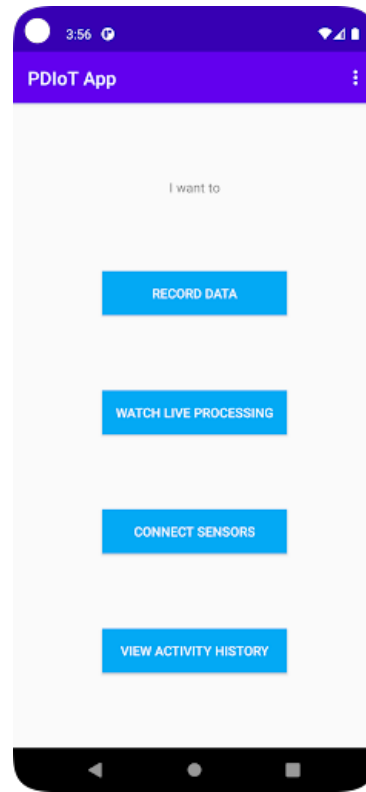 3:56
PDIoT App
I want to
RECORD DATA
WATCH LIVE PROCESSING
CONNECT SENSORS
VIEW ACTIVITY HISTORY